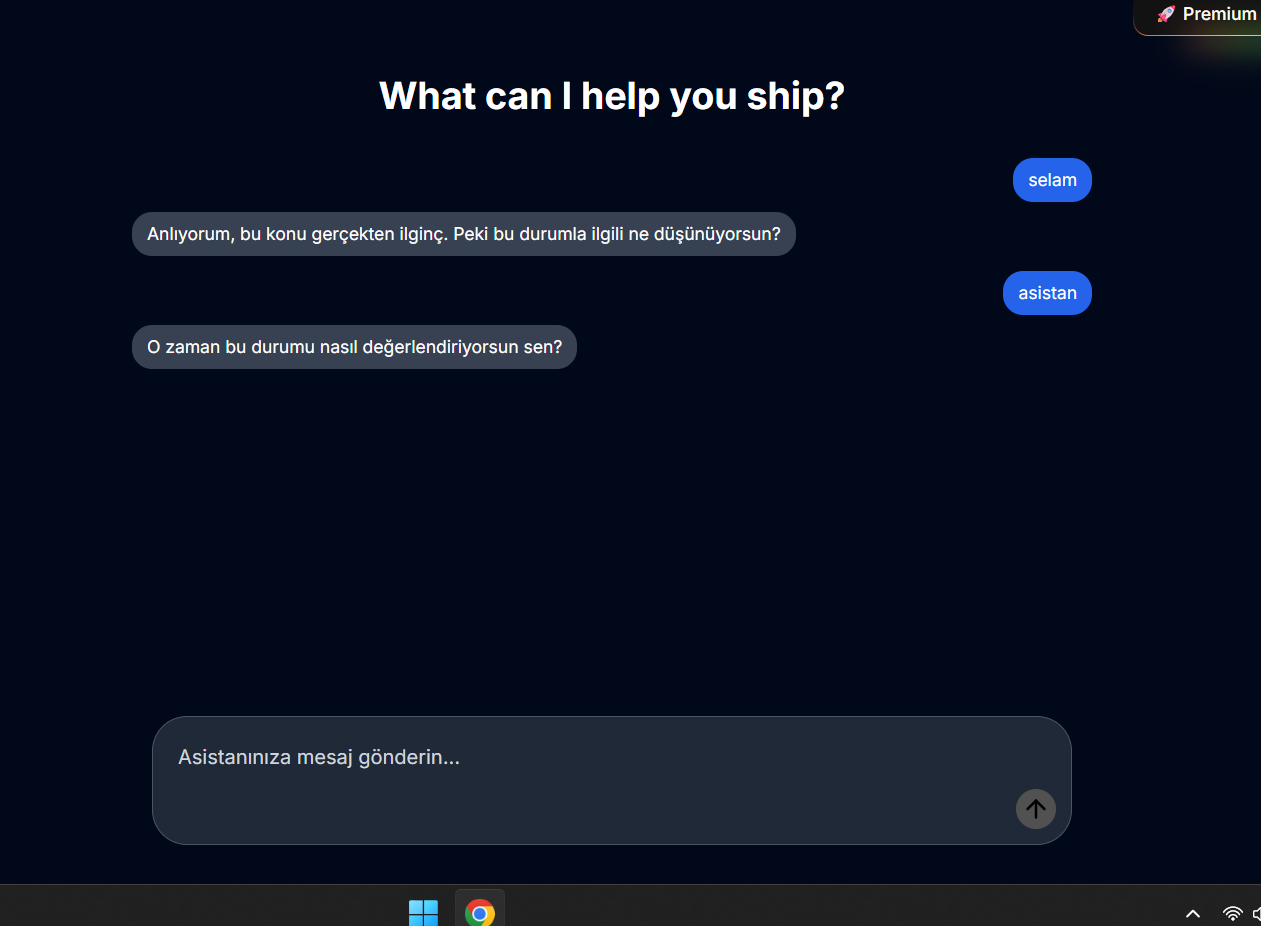 🚀 Premium
What can I help you ship?
selam
Anlıyorum, bu konu gerçekten ilginç. Peki bu durumla ilgili ne düşünüyorsun?
asistan
O zaman bu durumu nasıl değerlendiriyorsun sen?
Asistanınıza mesaj gönderin...